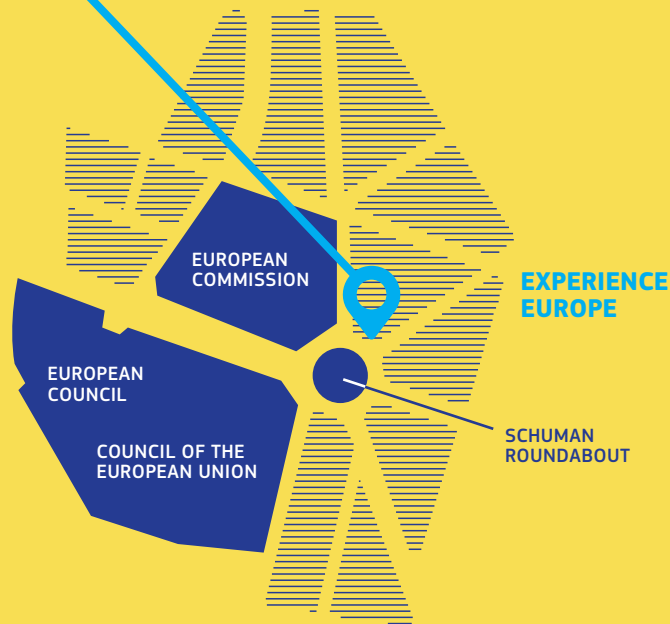 EUROPEAN
COMMISSION
EXPERIENCE
EUROPE
EUROPEAN
COUNCIL
COUNCIL OF THE
EUROPEAN UNION
SCHUMAN
ROUNDABOUT